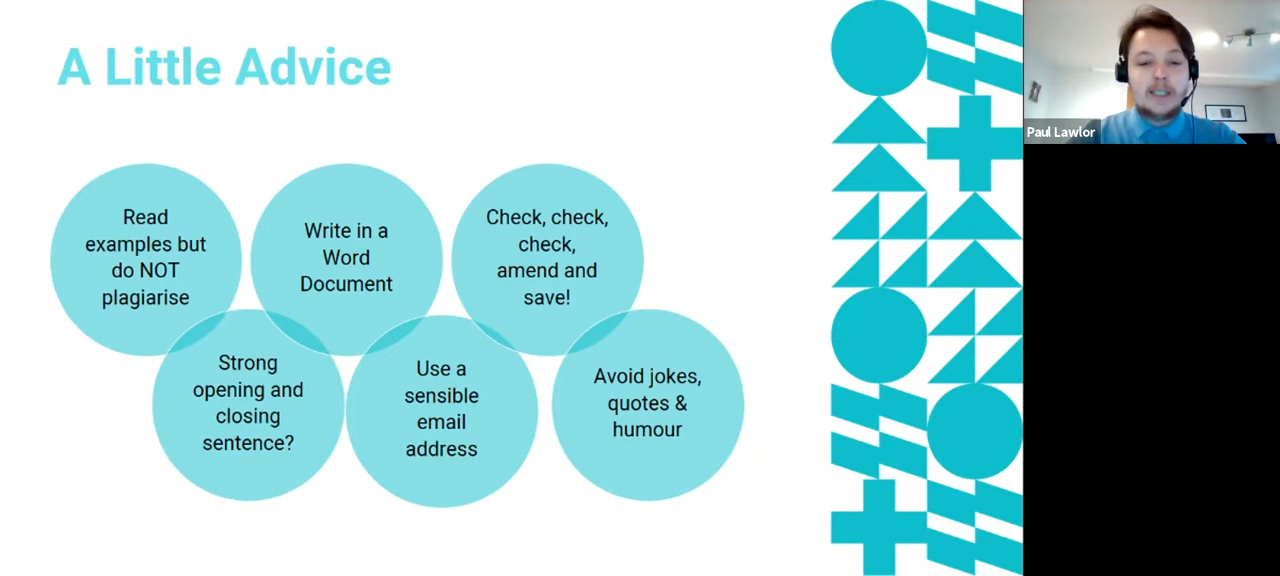 A Little Advice
Read
examples but
do NOT
plagiarise
Write in a
Word
Document
Check, check,
check,
amend and
save!
Strong
opening and
closing
sentence?
Use a
sensible
email
address
Avoid jokes,
quotes &
humour
Paul Lawlor